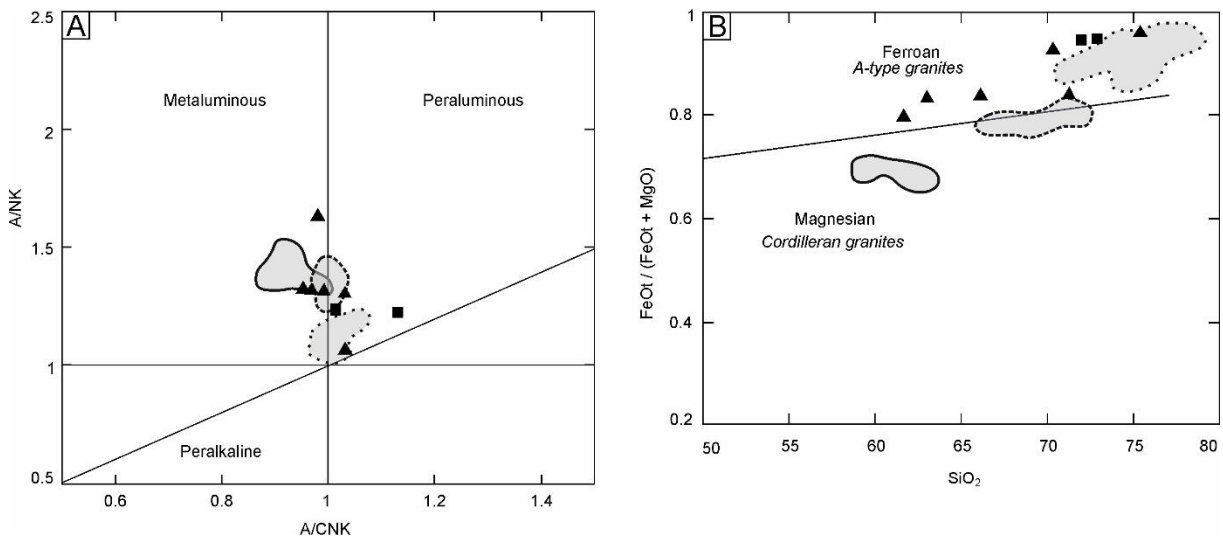 A
2.5
2
1.5
1
0.5
A/NK
Metaluminous
Peraluminous
Peralkaline
0.6
0.8
1
1.2
1.4
A/CNK
B
1
0.8
0.6
0.4
0.2
FeOt / (FeOt + MgO)
Ferroan
A-type granites
Magnesian
Cordilleran granites
50
55
60
65
70
75
80
SiO₂